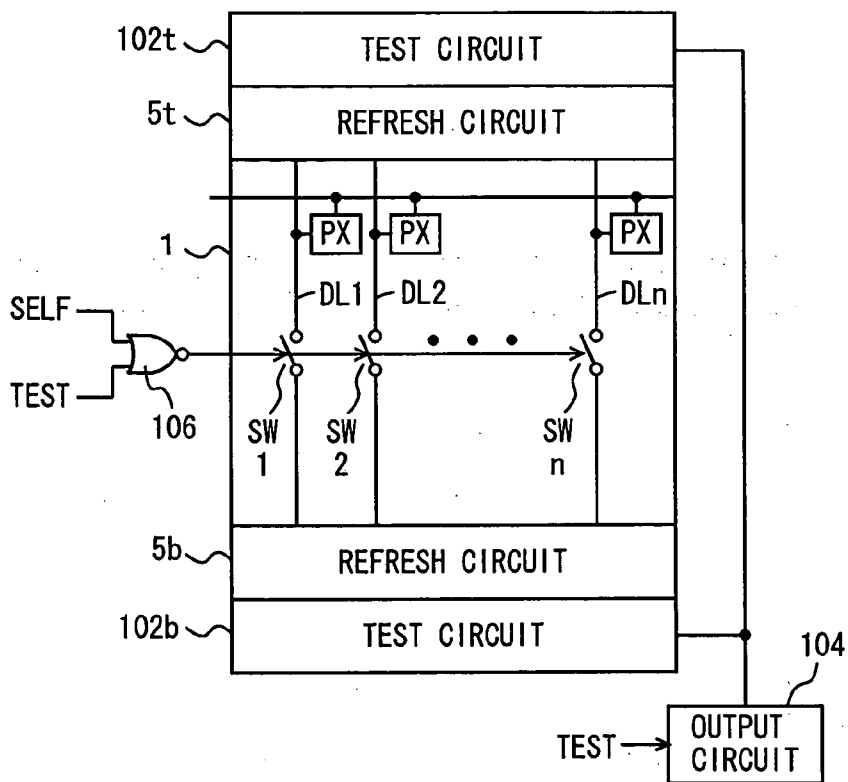 102t
TEST CIRCUIT
5t
REFRESH CIRCUIT
1
PX
PX
PX
DL1
DL2
DLn
SELF
TEST
106
SW
1
SW
2
SW
n
5b
REFRESH CIRCUIT
102b
TEST CIRCUIT
104
TEST
OUTPUT
CIRCUIT